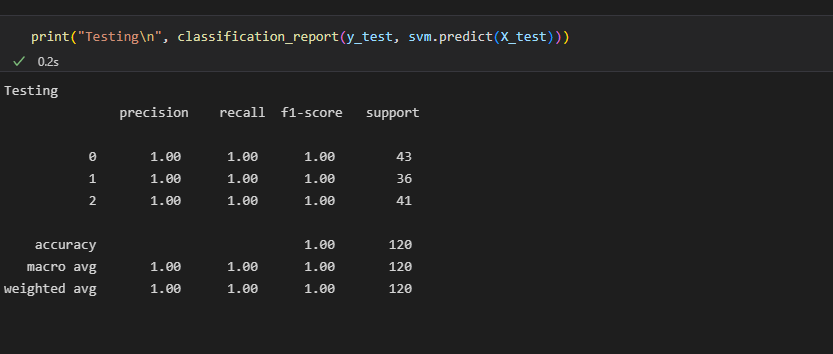 print("Testing\n", classification_report(y_test, svm.predict(X_test)))
0.2s
Testing
precision recall f1-score support
0 1.00 1.00 1.00 43
1 1.00 1.00 1.00 36
2 1.00 1.00 1.00 41
accuracy 1.00 120
macro avg 1.00 1.00 1.00 120
weighted avg 1.00 1.00 1.00 120